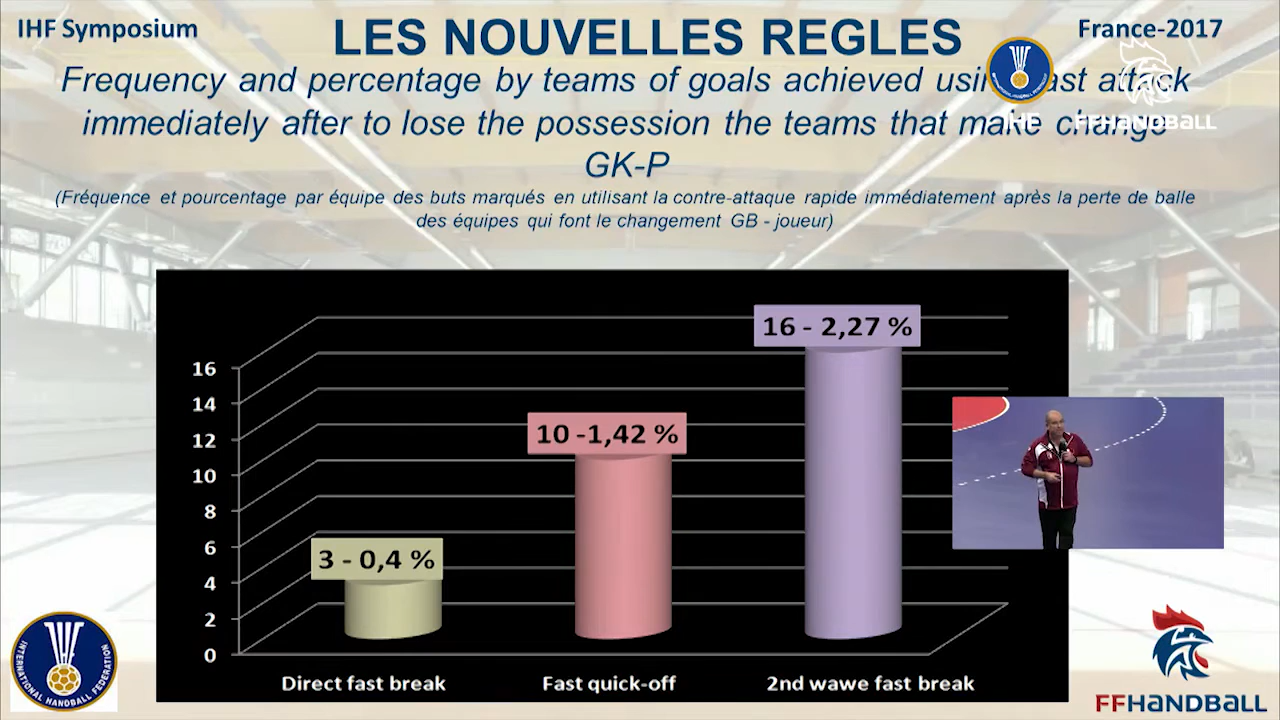 IHF Symposium
LES NOUVELLES REGLES
France-2017
Frequency and percentage by teams of goals achieved using fast attack
immediately after to lose the possession the teams that make change
GK-P
(Fréquence et pourcentage par équipe des buts marqués en utilisant la contre-attaque rapide immédiatement après la perte de balle
des équipes qui font le changement GB - joueur)
IHF
FFHANDBALL
16 - 2,27 %
10 -1,42 %
3 - 0,4 %
16
14
12
10
8
6
4
2
0
Direct fast break
Fast quick-off
2nd wawe fast break
INTERNATIONAL HANDBALL FEDERATION
FFHANDBALL